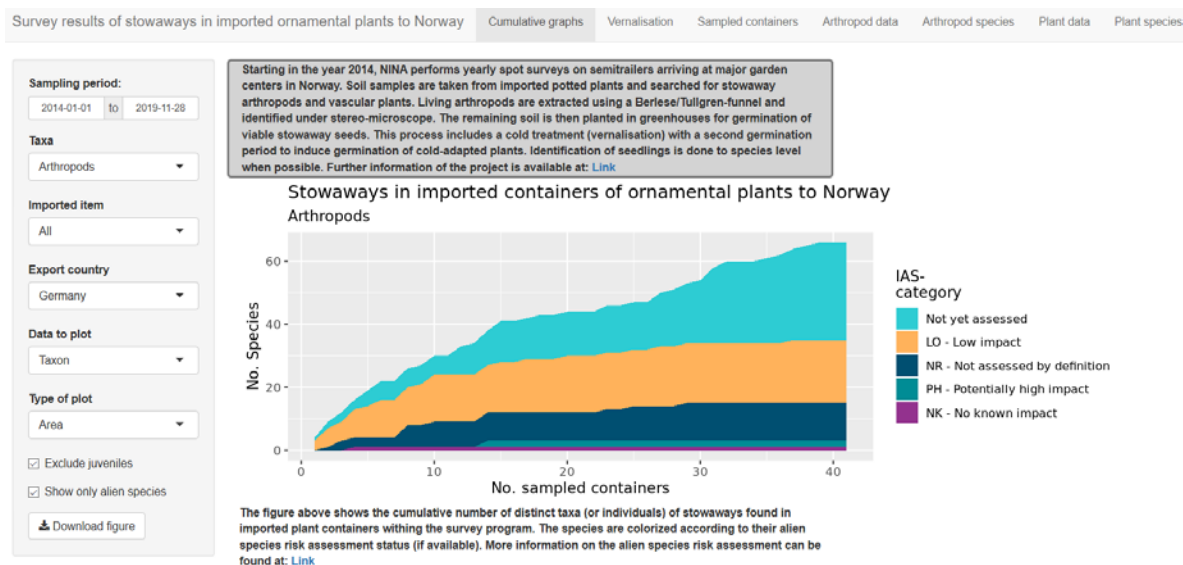 Survey results of stowaways in imported ornamental plants to Norway Cumulative graphs Vernalisation Sampled containers Arthropod data Arthropod species Plant data Plant species
Sampling period:
2014-01-01 to 2019-11-28
Taxa
Arthropods
Imported item
All
Export country
Germany
Data to plot
Taxon
Type of plot
Area
Exclude juveniles
Show only alien species
Download figure
Starting in the year 2014, NINA performs yearly spot surveys on semitrailers arriving at major garden
centers in Norway. Soil samples are taken from imported potted plants and searched for stowaway
arthropods and vascular plants. Living arthropods are extracted using a Berlese/Tullgren-funnel and
identified under stereo-microscope. The remaining soil is then planted in greenhouses for germination of
viable stowaway seeds. This process includes a cold treatment (vernalisation) with a second germination
period to induce germination of cold-adapted plants. Identification of seedlings is done to species level
when possible. Further information of the project is available at: Link
Stowaways in imported containers of ornamental plants to Norway
Arthropods
No. Species
60
40
20
0
0 10 20 30 40
No. sampled containers
IAS-
category
Not yet assessed
LO - Low impact
NR - Not assessed by definition
PH - Potentially high impact
NK - No known impact
The figure above shows the cumulative number of distinct taxa (or individuals) of stowaways found in
imported plant containers withing the survey program. The species are colorized according to their alien
species risk assessment status (if available). More information on the alien species risk assessment can be
found at: Link